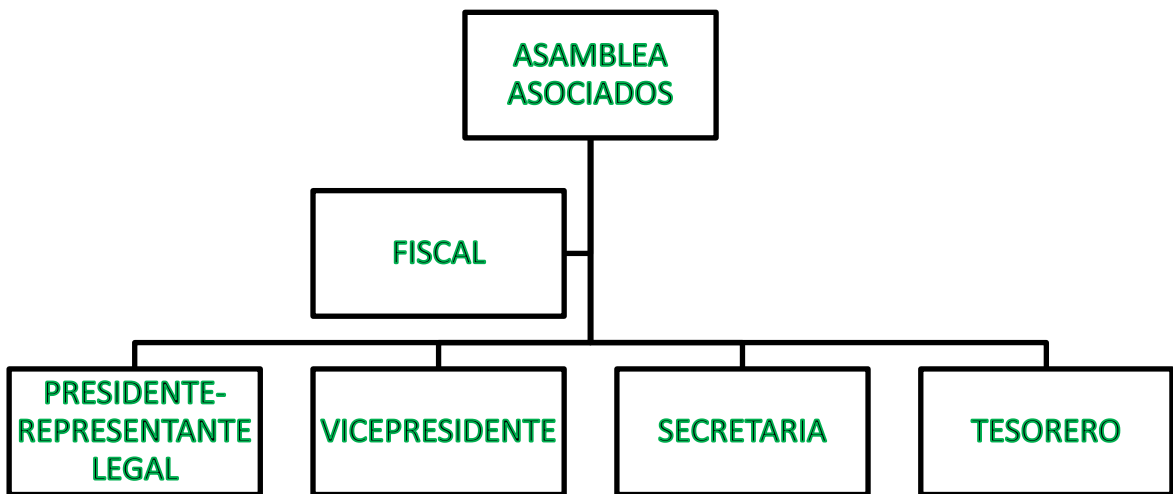 ASAMBLEA
ASOCIADOS
FISCAL
PRESIDENTE-
REPRESENTANTE
LEGAL
VICEPRESIDENTE
SECRETARIA
TESORERO